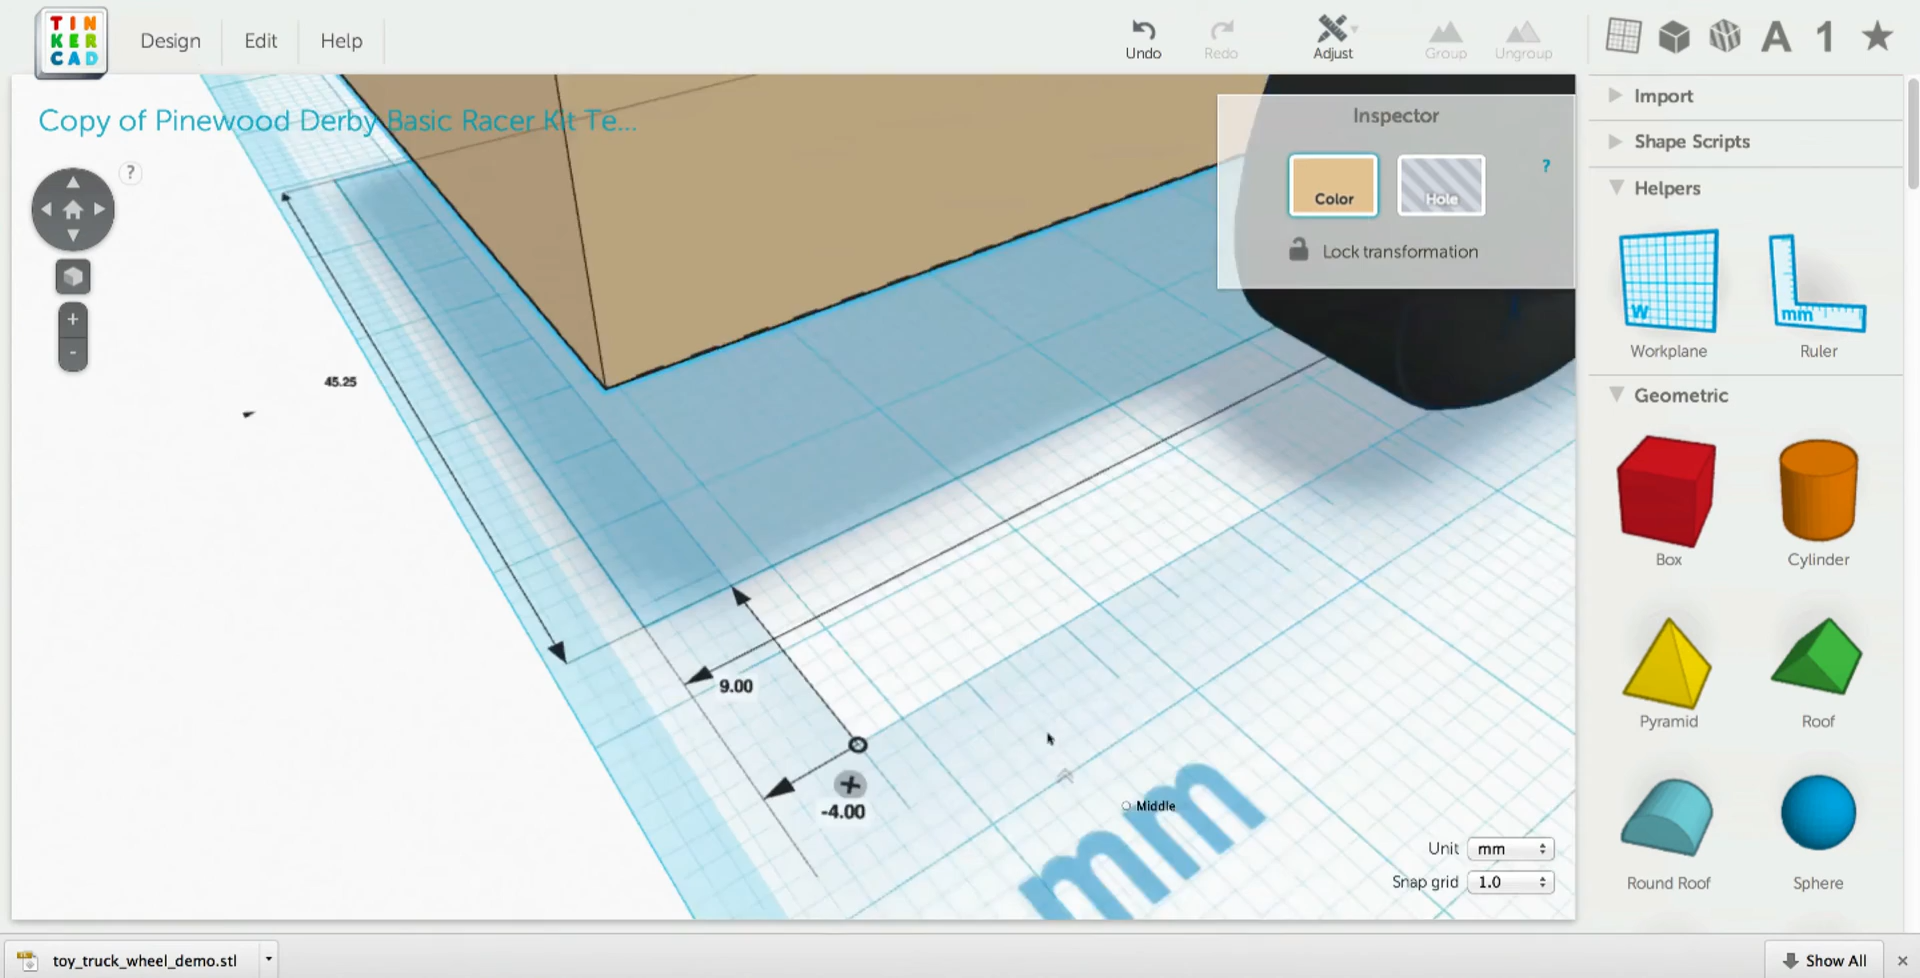 TIN
KER
CAD
Design
Edit
Help
Undo
Redo
Adjust
Group
Ungroup
A
1
Copy of Pinewood Derby Basic Racer Kit Te...
?
+
-
Inspector
Color
Hole
?
Lock transformation
45.25
9.00
-4.00
Middle
mm
Unit mm
Snap grid 1.0
Import
Shape Scripts
Helpers
W
mm
Workplane
Ruler
Geometric
Box
Cylinder
Pyramid
Roof
Round Roof
Sphere
toy_truck_wheel_demo.stl
Show All